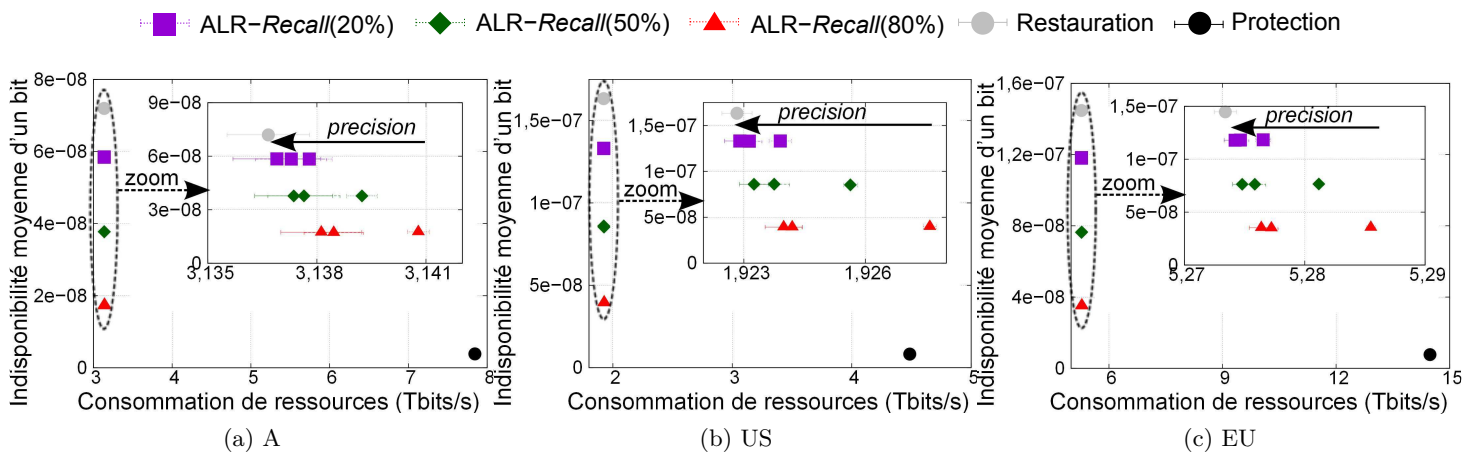 ALR−Recall(20%) ALR−Recall(50%) ALR−Recall(80%) Restauration Protection
Indisponibilité moyenne d'un bit
8e−08
6e−08
4e−08
2e−08
0
3 4 5 6 7 8
Consommation de ressources (Tbits/s)
zoom
9e−08
6e−08
3e−08
0
3,135 3,138 3,141
precision
(a) A
Indisponibilité moyenne d'un bit
1,5e−07
1e−07
5e−08
0
2 3 4 5
Consommation de ressources (Tbits/s)
zoom
1,5e−07
1e−07
5e−08
0
1,923 1,926
precision
(b) US
Indisponibilité moyenne d'un bit
1,6e−07
1,2e−07
8e−08
4e−08
0
6 9 12 15
Consommation de ressources (Tbits/s)
zoom
1,5e−07
1e−07
5e−08
0
5,27 5,28 5,29
precision
(c) EU